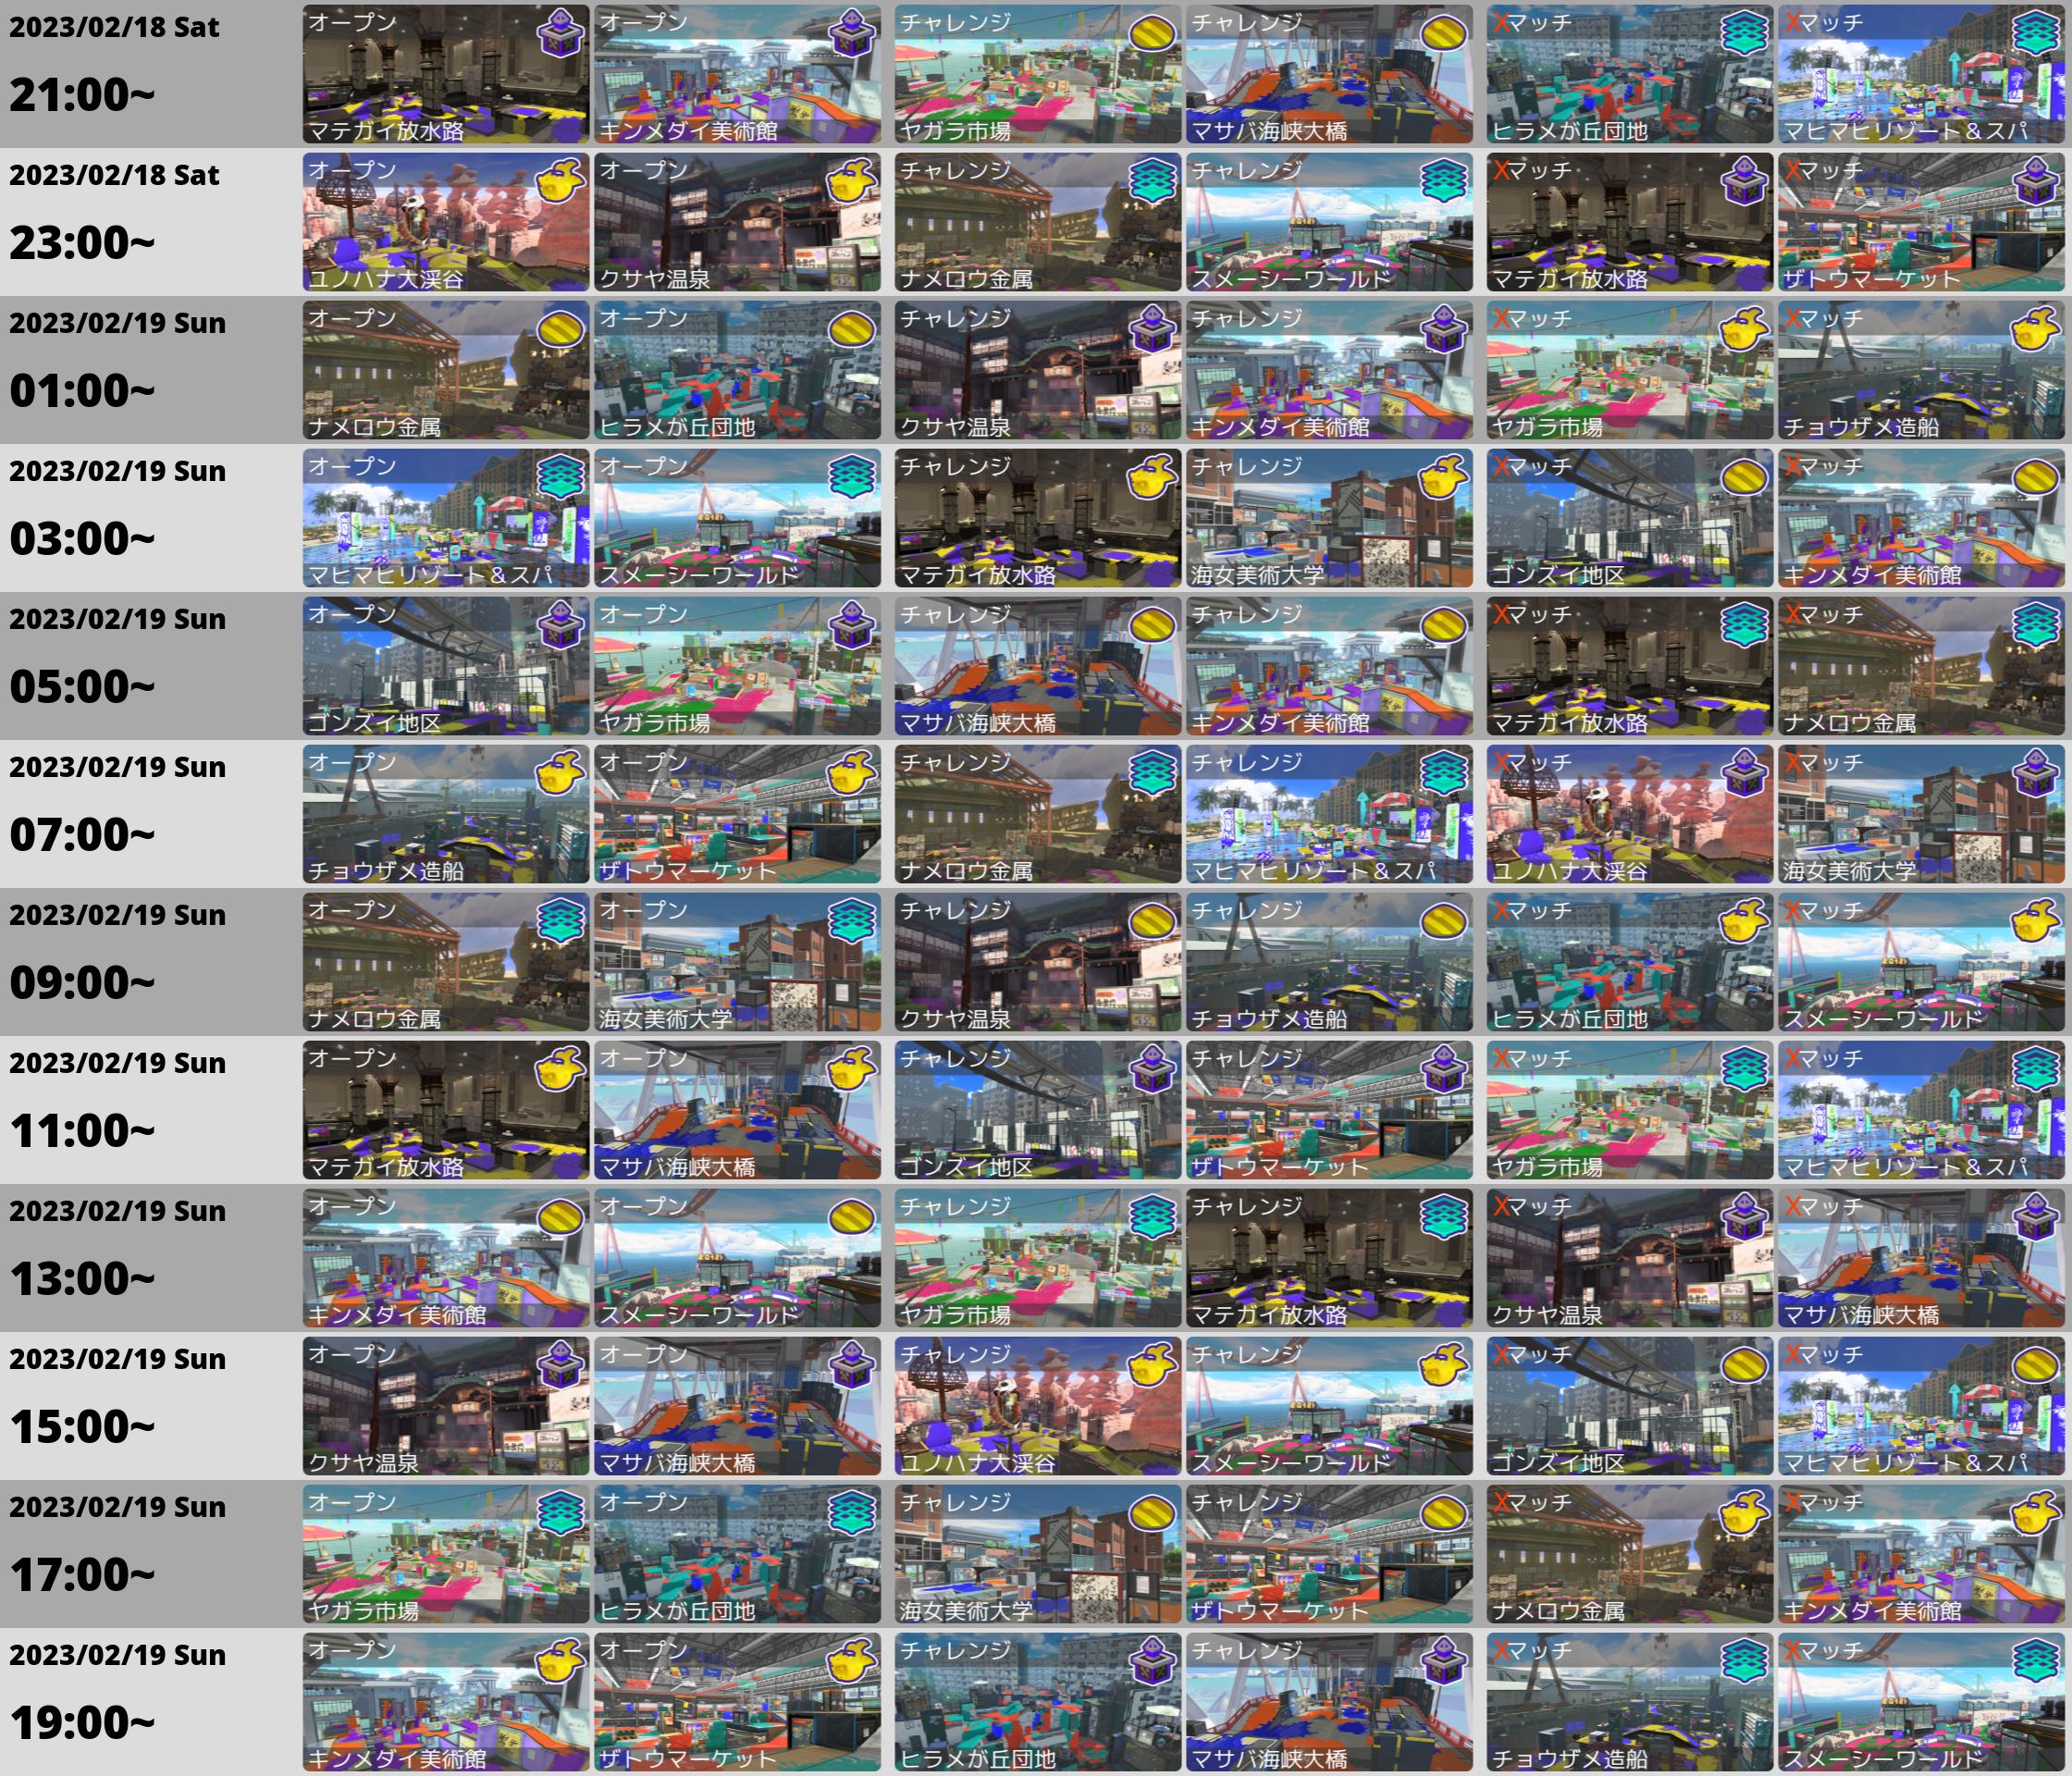 2023/02/18 Sat
21:00~
オープン オープン チャレンジ チャレンジ Xマッチ Xマッチ
マテガイ放水路 キンメダイ美術館 ヤガラ市場 マサバ海峡大橋 ヒラメが丘団地 マヒマヒリゾート＆スパ
2023/02/18 Sat
23:00~
オープン オープン チャレンジ チャレンジ Xマッチ Xマッチ
ユノハナ大渓谷 クサヤ温泉 ナメロウ金属 スメーシーワールド マテガイ放水路 ザトウマーケット
2023/02/19 Sun
01:00~
オープン オープン チャレンジ チャレンジ Xマッチ Xマッチ
ナメロウ金属 ヒラメが丘団地 クサヤ温泉 キンメダイ美術館 ヤガラ市場 チョウザメ造船
2023/02/19 Sun
03:00~
オープン オープン チャレンジ チャレンジ Xマッチ Xマッチ
マヒマヒリゾート＆スパ スメーシーワールド マテガイ放水路 海女美術大学 ゴンズイ地区 キンメダイ美術館
2023/02/19 Sun
05:00~
オープン オープン チャレンジ チャレンジ Xマッチ Xマッチ
ゴンズイ地区 ヤガラ市場 マサバ海峡大橋 キンメダイ美術館 マテガイ放水路 ナメロウ金属
2023/02/19 Sun
07:00~
オープン オープン チャレンジ チャレンジ Xマッチ Xマッチ
チョウザメ造船 ザトウマーケット ナメロウ金属 マヒマヒリゾート＆スパ ユノハナ大渓谷 海女美術大学
2023/02/19 Sun
09:00~
オープン オープン チャレンジ チャレンジ Xマッチ Xマッチ
ナメロウ金属 海女美術大学 クサヤ温泉 チョウザメ造船 ヒラメが丘団地 スメーシーワールド
2023/02/19 Sun
11:00~
オープン オープン チャレンジ チャレンジ Xマッチ Xマッチ
マテガイ放水路 マサバ海峡大橋 ゴンズイ地区 ザトウマーケット ヤガラ市場 マヒマヒリゾート＆スパ
2023/02/19 Sun
13:00~
オープン オープン チャレンジ チャレンジ Xマッチ Xマッチ
キンメダイ美術館 スメーシーワールド ヤガラ市場 マテガイ放水路 クサヤ温泉 マサバ海峡大橋
2023/02/19 Sun
15:00~
オープン オープン チャレンジ チャレンジ Xマッチ Xマッチ
クサヤ温泉 マサバ海峡大橋 ユノハナ大渓谷 スメーシーワールド ゴンズイ地区 マヒマヒリゾート＆スパ
2023/02/19 Sun
17:00~
オープン オープン チャレンジ チャレンジ Xマッチ Xマッチ
ヤガラ市場 ヒラメが丘団地 海女美術大学 ザトウマーケット ナメロウ金属 キンメダイ美術館
2023/02/19 Sun
19:00~
オープン オープン チャレンジ チャレンジ Xマッチ Xマッチ
キンメダイ美術館 ザトウマーケット ヒラメが丘団地 マサバ海峡大橋 チョウザメ造船 スメーシーワールド